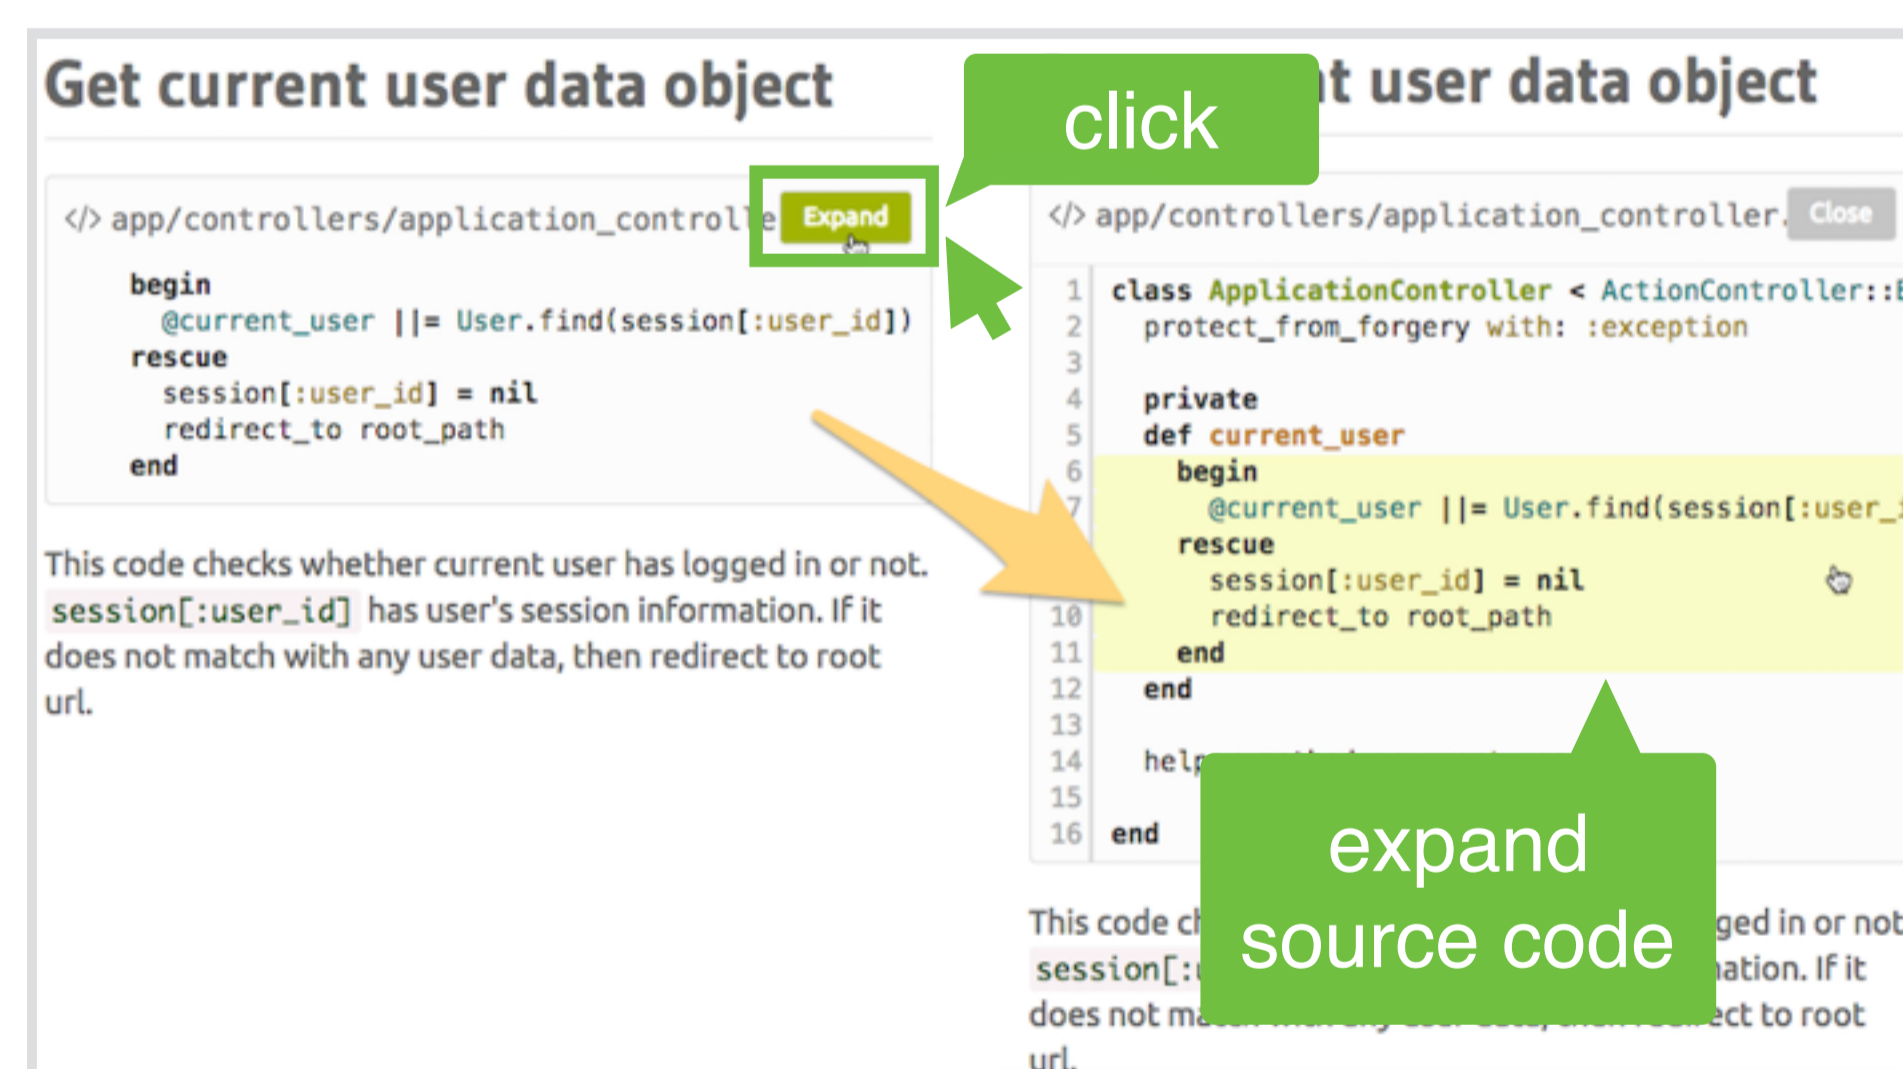 Get current user data object
</> app/controllers/application_controlle
Expand
begin
@current_user ||= User.find(session[:user_id])
rescue
session[:user_id] = nil
redirect_to root_path
end
This code checks whether current user has logged in or not.
session[:user_id] has user's session information. If it
does not match with any user data, then redirect to root
url.
click
user data object
</> app/controllers/application_controller.
Close
1 class ApplicationController < ActionController::
2 protect_from_forgery with: :exception
3
4 private
5 def current_user
6 begin
7 @current_user ||= User.find(session[:user_
rescue
session[:user_id] = nil
10 redirect_to root_path
11 end
12 end
13
14
15
16 end
expand
source code
This code
in or not
session[:
If it
does not
to root
url.